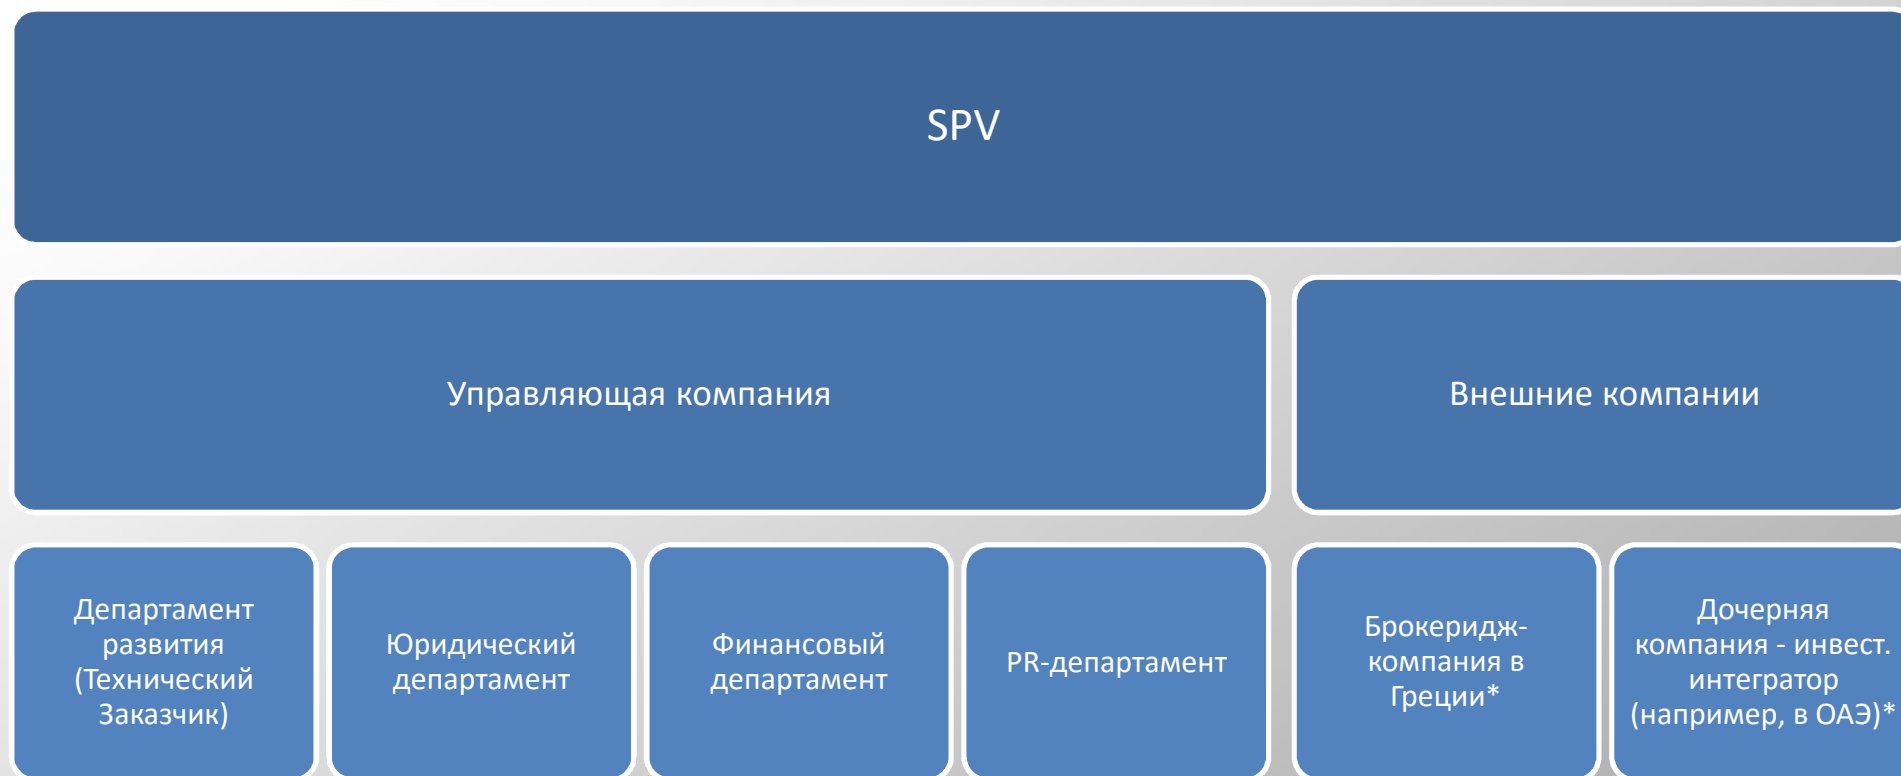 SPV
Управляющая компания
Внешние компании
Департамент
развития
(Технический
Заказчик)
Юридический
департамент
Финансовый
департамент
PR-департамент
Брокеридж-
компания в
Греции*
Дочерняя
компания - инвест.
интегратор
(например, в ОАЭ)*